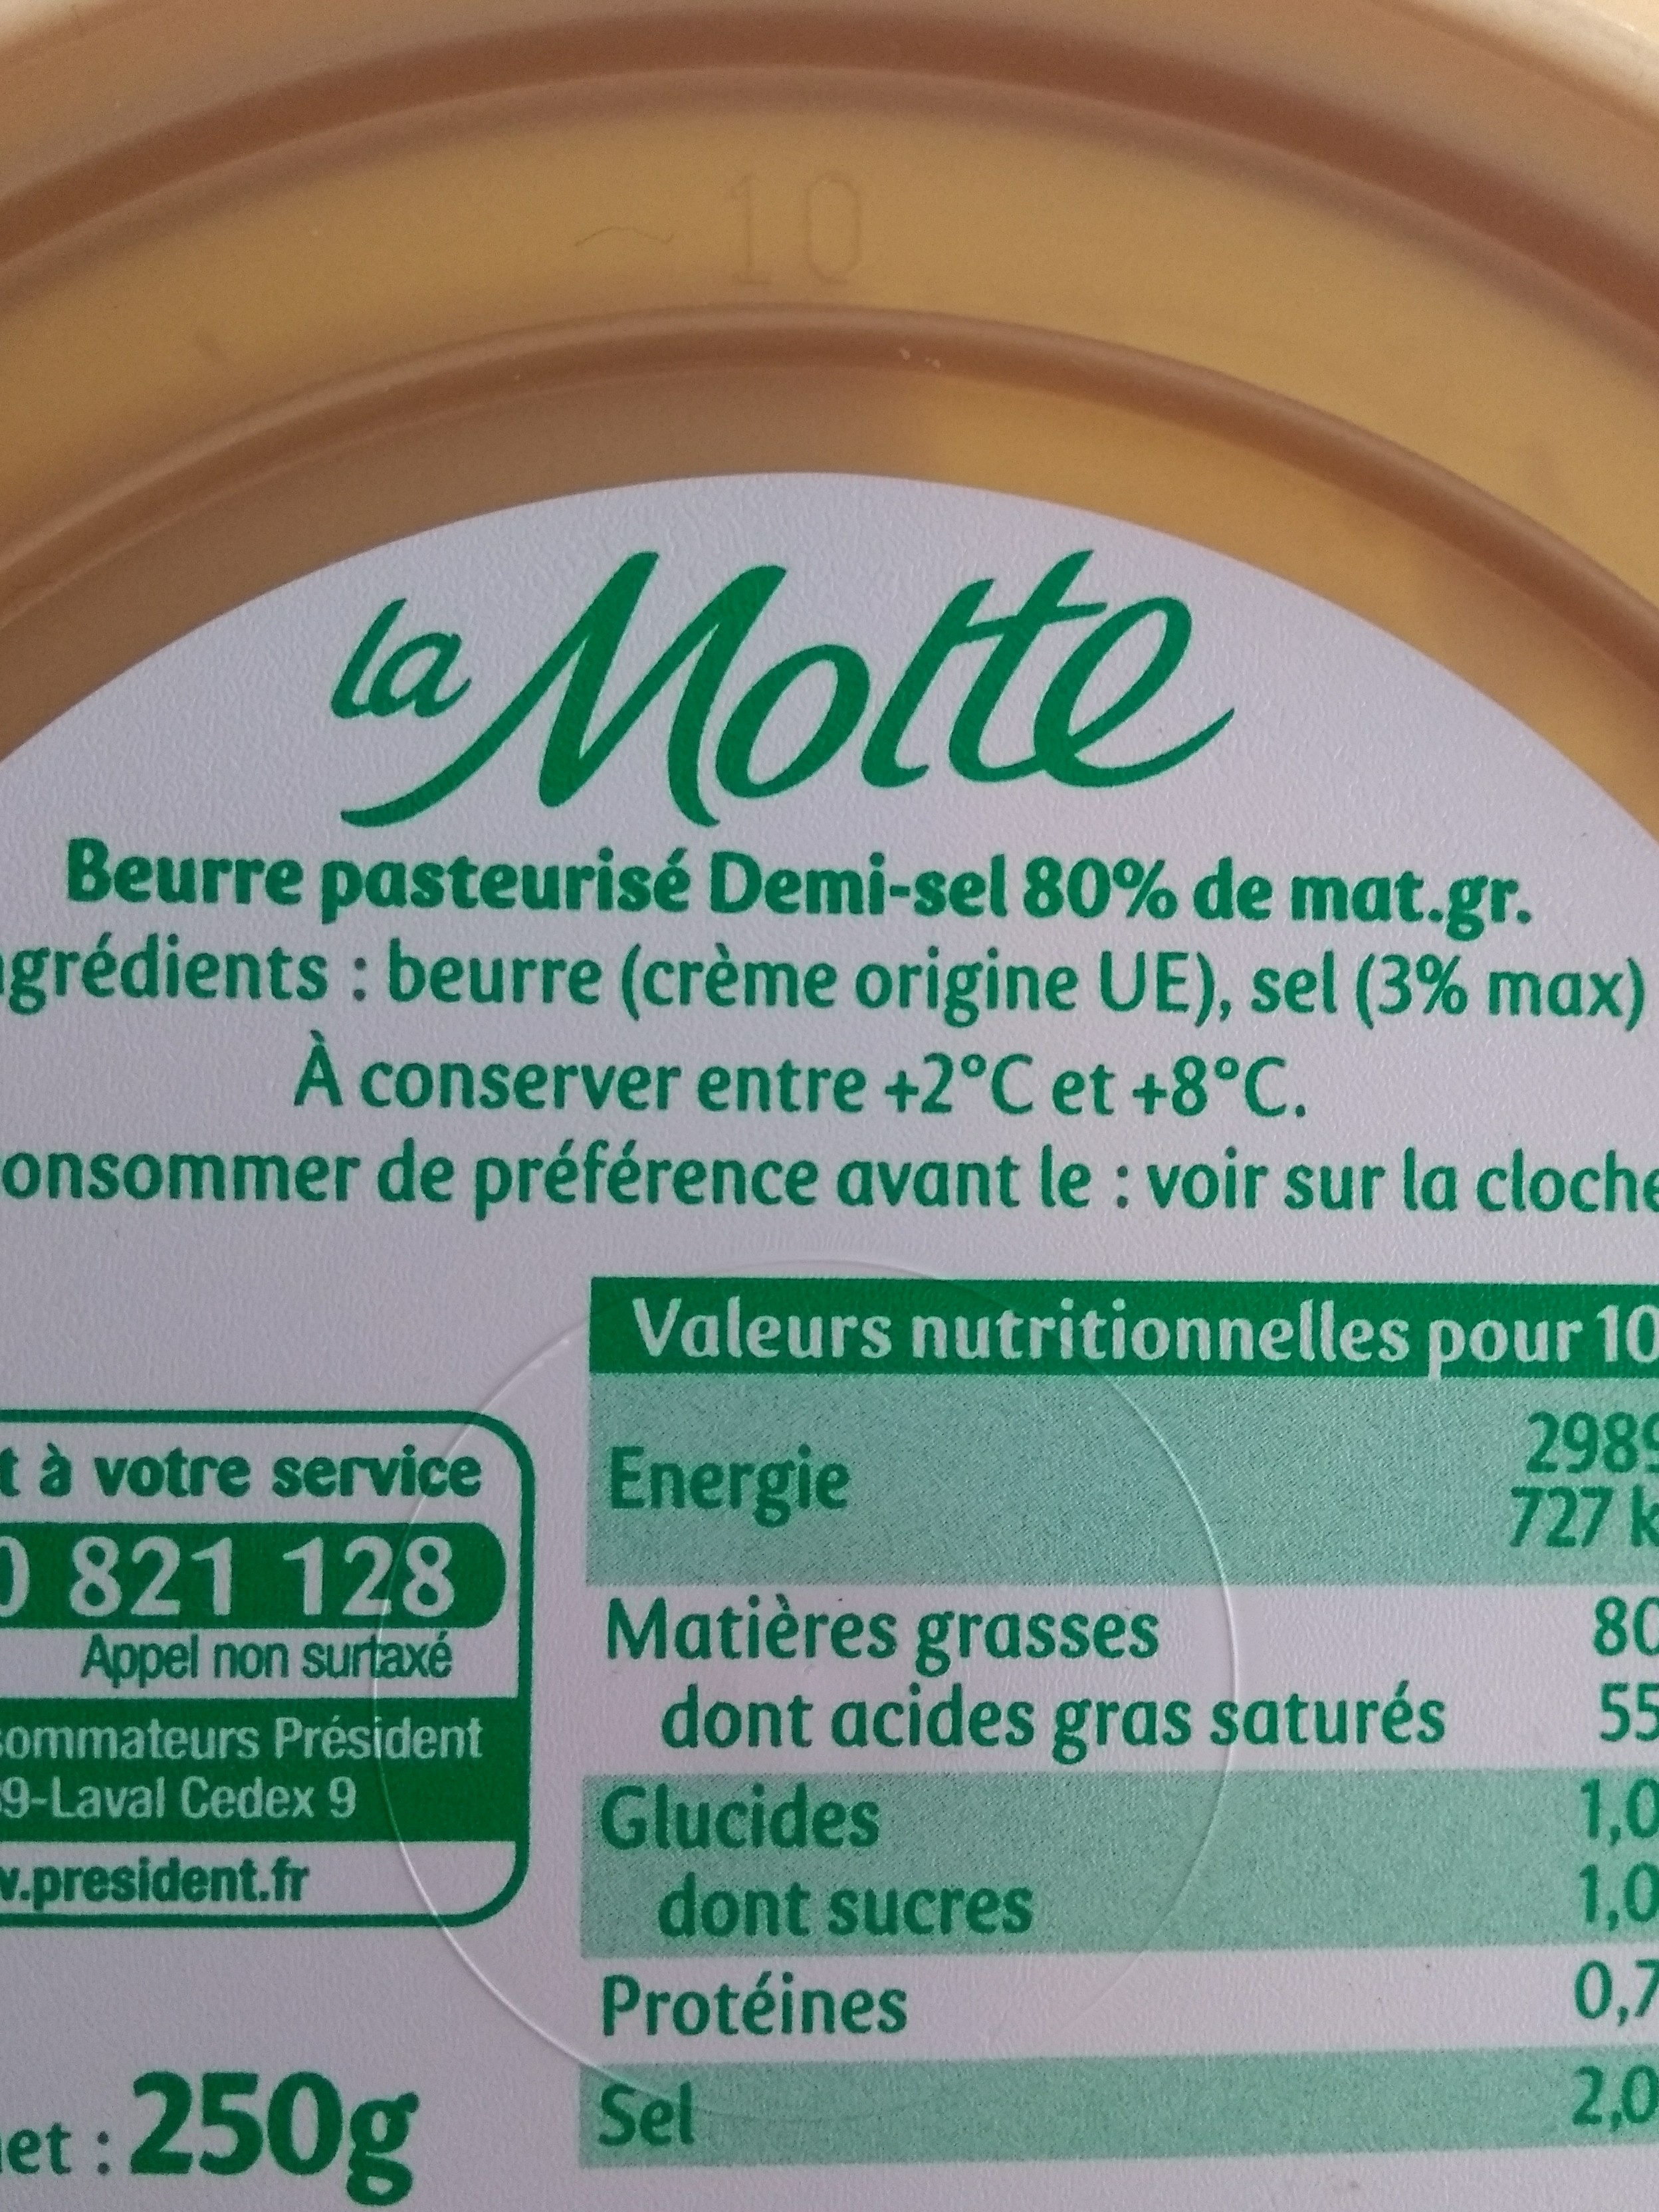 10
la Motte
Beurre pasteurisé Demi-sel 80% de mat.gr.
ngrédients : beurre (crème origine UE), sel (3% max)
À conserver entre +2°C et +8°C.
consommer de préférence avant le : voir sur la cloche
t à votre service
0 821 128
Appel non surtaxé
sommateurs Président
9-Laval Cedex 9
w.president.fr
net : 250g
Valeurs nutritionnelles pour 10
Energie 2989
727 k
Matières grasses 80
dont acides gras saturés 55
Glucides 1,0
dont sucres 1,0
Protéines 0,7
Sel 2,0